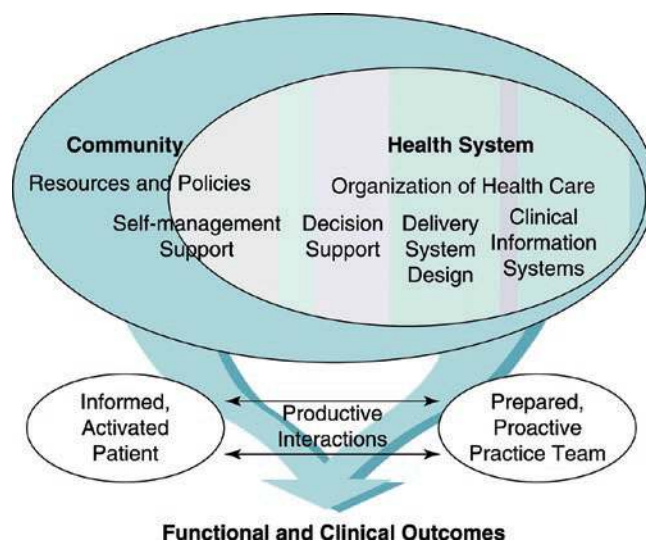 Community
Health System
Resources and Policies
Organization of Health Care
Self-management
Support
Decision
Support
Delivery
System
Design
Clinical
Information
Systems
Informed,
Activated
Patient
Productive
Interactions
Prepared,
Proactive
Practice Team
Functional and Clinical Outcomes